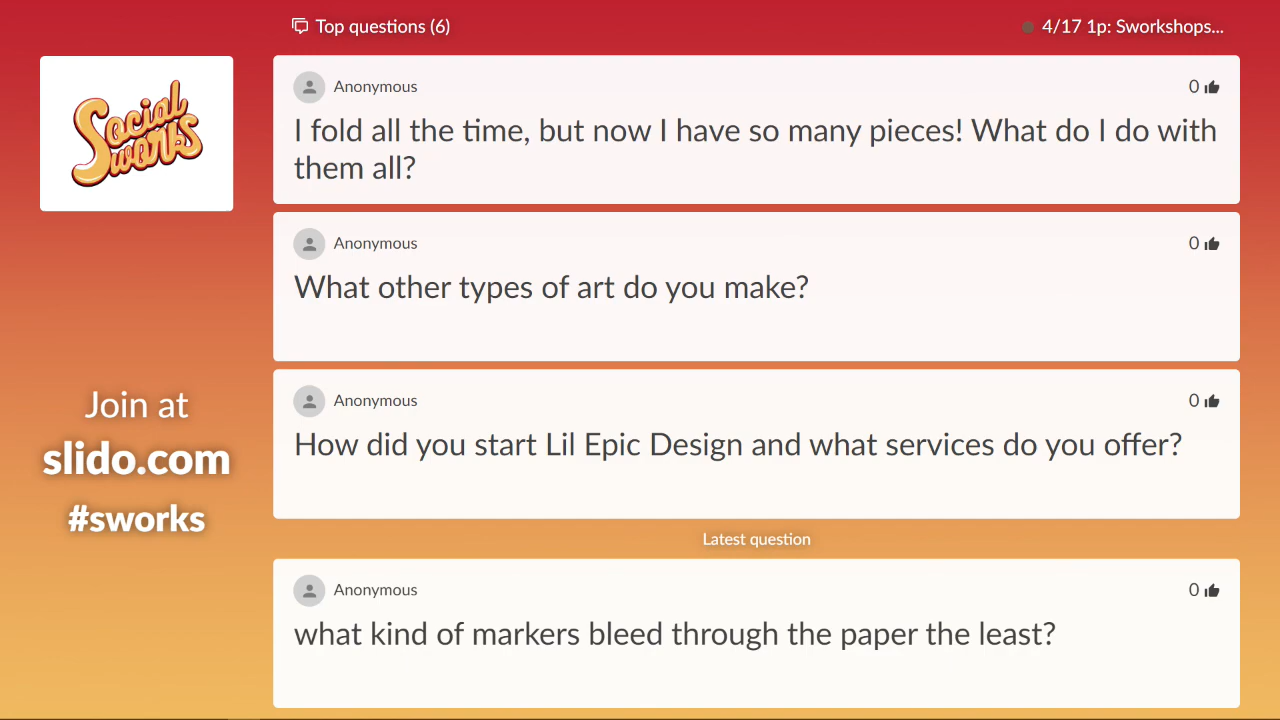 Top questions (6)
4/17 1p: Sworkshops...
Social
Sworks
Anonymous
0
I fold all the time, but now I have so many pieces! What do I do with
them all?
Anonymous
0
What other types of art do you make?
Anonymous
0
How did you start Lil Epic Design and what services do you offer?
Join at
slido.com
#sworks
Latest question
Anonymous
0
what kind of markers bleed through the paper the least?